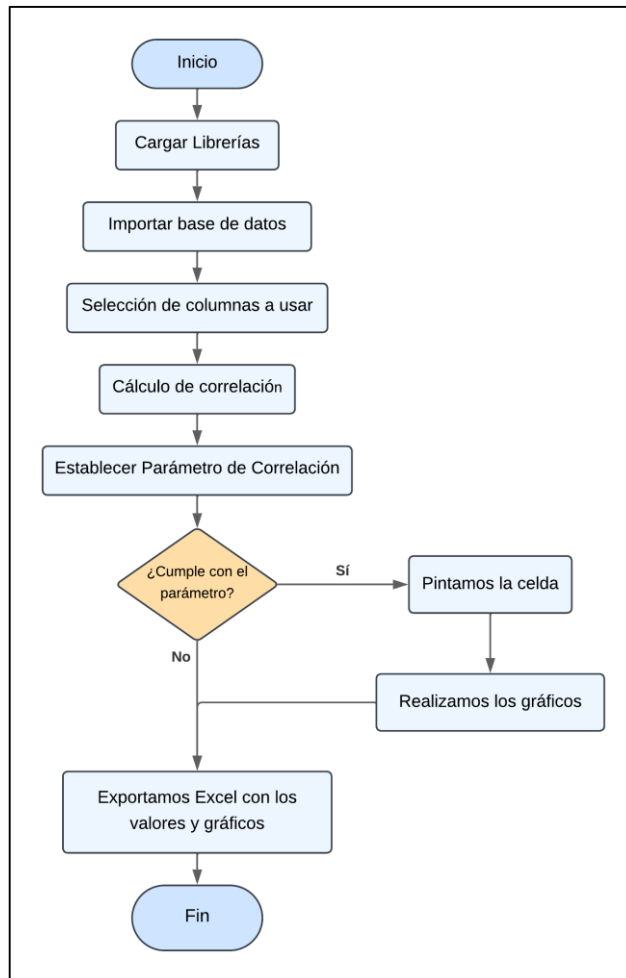 Inicio
Cargar Librerías
Importar base de datos
Selección de columnas a usar
Cálculo de correlación
Establecer Parámetro de Correlación
¿Cumple con el
parámetro?
Sí
Pintamos la celda
No
Realizamos los gráficos
Exportamos Excel con los
valores y gráficos
Fin